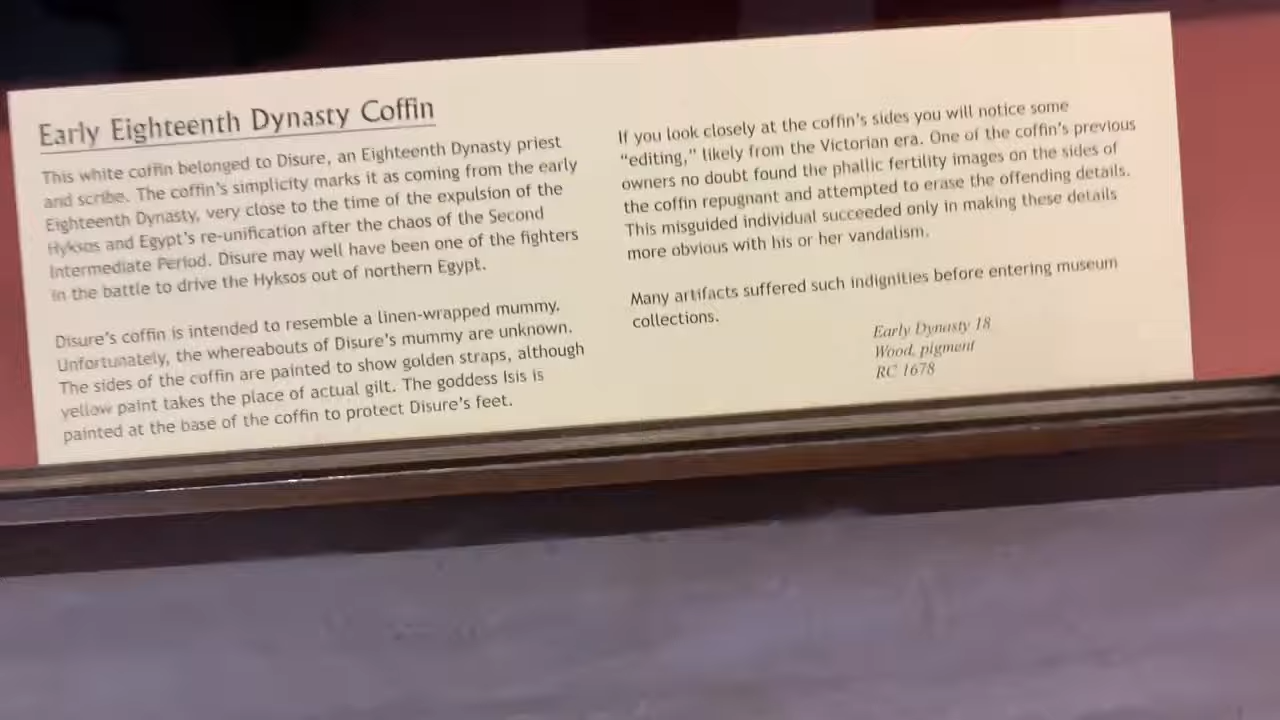 Early Eighteenth Dynasty Coffin
This white coffin belonged to Disure, an Eighteenth Dynasty priest
and scribe. The coffin's simplicity marks it as coming from the early
Eighteenth Dynasty, very close to the time of the expulsion of the
Hyksos and Egypt's re-unification after the chaos of the Second
Intermediate Period. Disure may well have been one of the fighters
in the battle to drive the Hyksos out of northern Egypt.
Disure's coffin is intended to resemble a linen-wrapped mummy.
Unfortunately, the whereabouts of Disure's mummy are unknown.
The sides of the coffin are painted to show golden straps, although
yellow paint takes the place of actual gilt. The goddess Isis is
painted at the base of the coffin to protect Disure's feet.
If you look closely at the coffin's sides you will notice some
"editing," likely from the Victorian era. One of the coffin's previous
owners no doubt found the phallic fertility images on the sides of
the coffin repugnant and attempted to erase the offending details.
This misguided individual succeeded only in making these details
more obvious with his or her vandalism.
Many artifacts suffered such indignities before entering museum
collections.
Early Dynasty 18
Wood, pigment
RC 1678